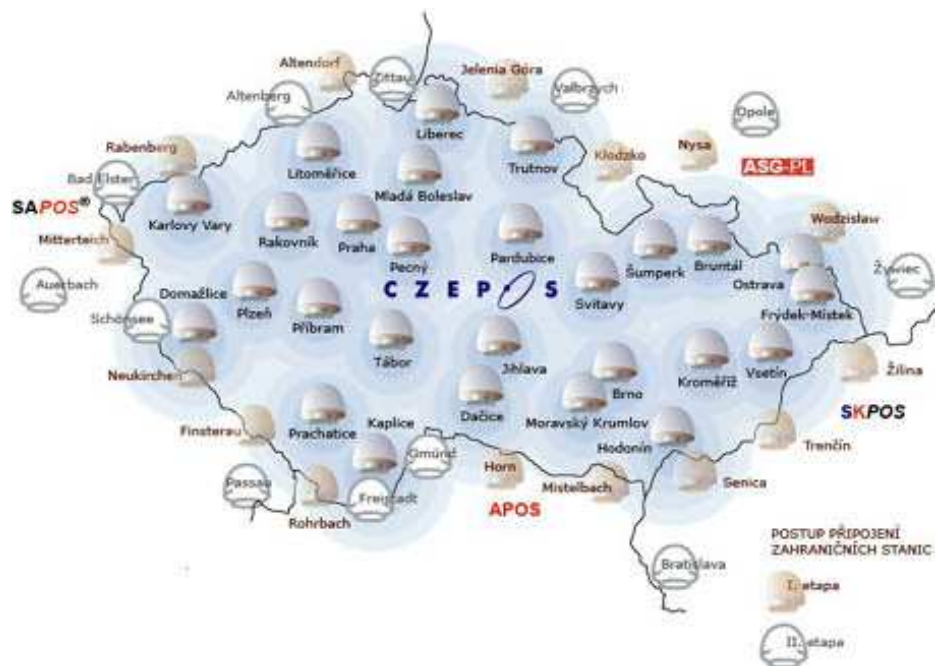 Altendorf
Zittau
Jelenia Góra
Altenberg
Valbrzych
Opole
Liberec
Rabenberg
Litoměřice
Trutnov
Kłodzko
Nysa
ASG-PL
Bad Elster
Mladá Boleslav
SAPOS®
Karlovy Vary
Wodzisław
Mitterteich
Rakovník
Praha
Pecný
Pardubice
Šumperk
Bruntál
Żywiec
Auerbach
Domažlice
CZEPOS
Svitavy
Ostrava
Plzeň
Příbram
Frýdek-Místek
Schönsee
Tábor
Jihlava
Vsetín
Neukirchen
Brno
Kroměříž
Žilina
SKPOS
Finsterau
Prachatice
Kaplice
Dačice
Moravský Krumlov
Hodonín
Trenčín
Gmünd
Passau
Horn
Mistelbach
Senica
Rohrbach
Freistadt
APOS
POSTUP PŘIPOJENÍ
ZAHRANIČNÍCH STANIC
Bratislava
I. etapa
II. etapa